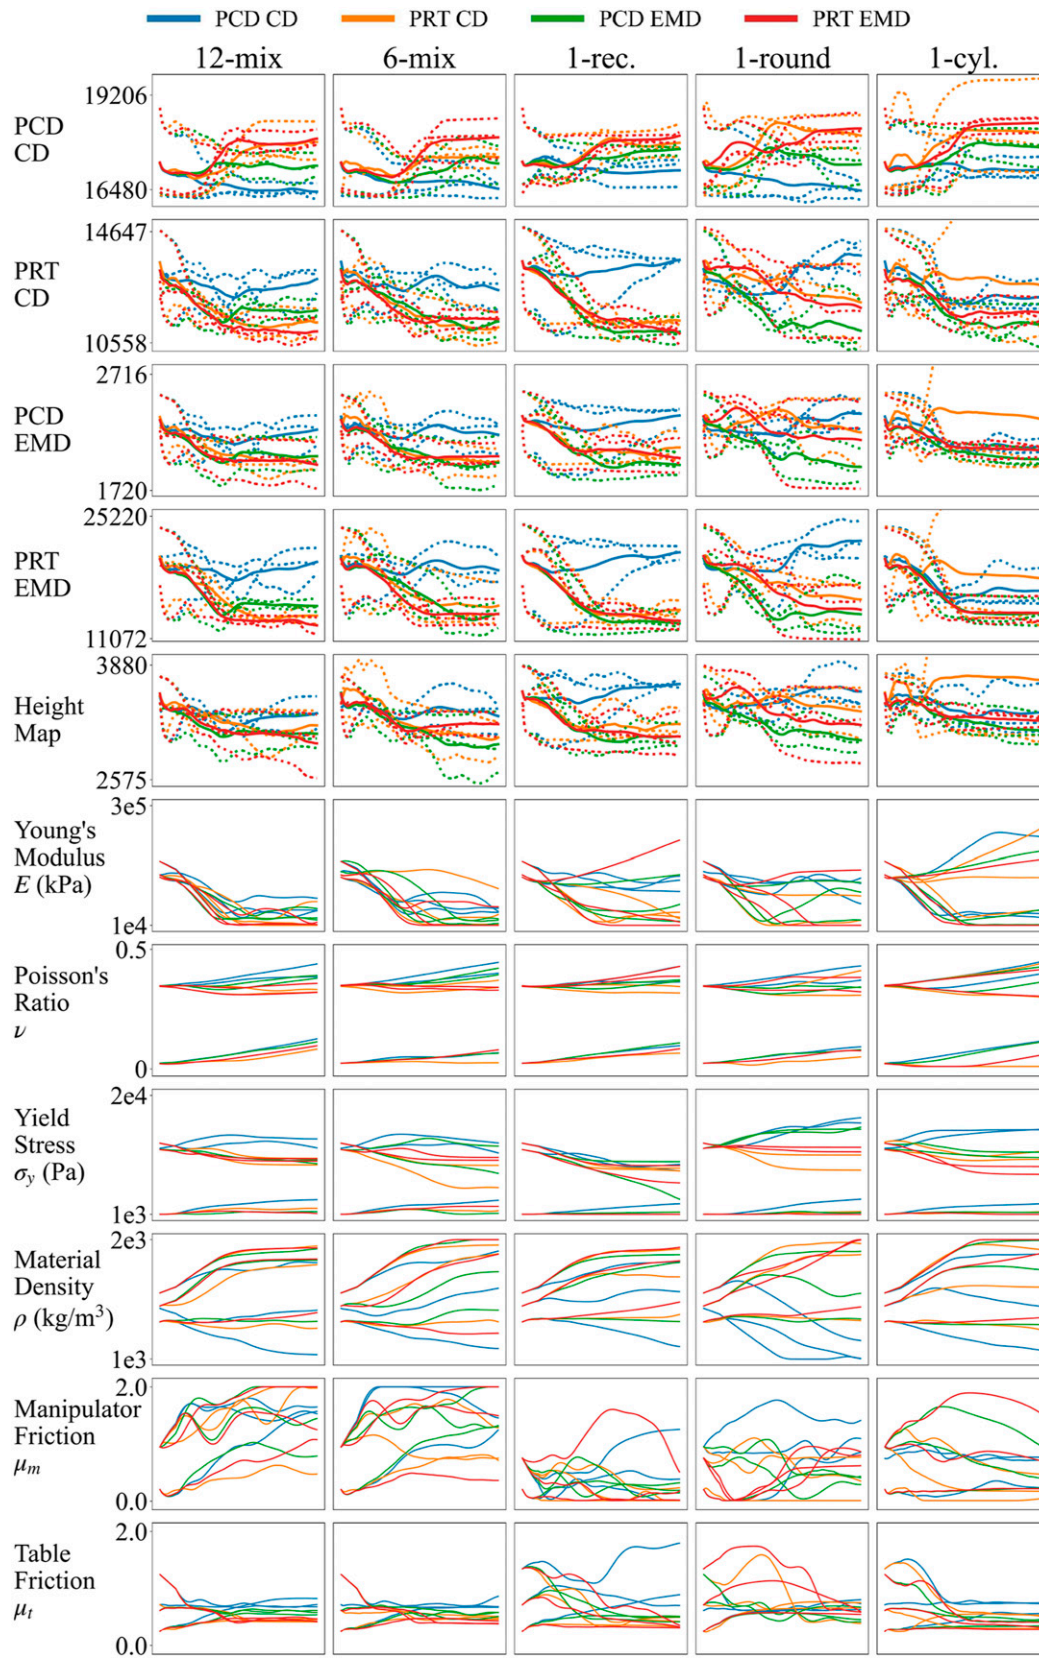 PCD CD PRT CD PCD EMD PRT EMD
12-mix 6-mix 1-rec. 1-round 1-cyl.
19206
PCD
CD
16480
14647
PRT
CD
10558
2716
PCD
EMD
1720
25220
PRT
EMD
11072
3880
Height
Map
2575
3e5
Young's
Modulus
E (kPa)
1e4
0.5
Poisson's
Ratio
ν
0
2e4
Yield
Stress
σy (Pa)
1e3
2e3
Material
Density
ρ (kg/m³)
1e3
2.0
Manipulator
Friction
μm
0.0
2.0
Table
Friction
μt
0.0